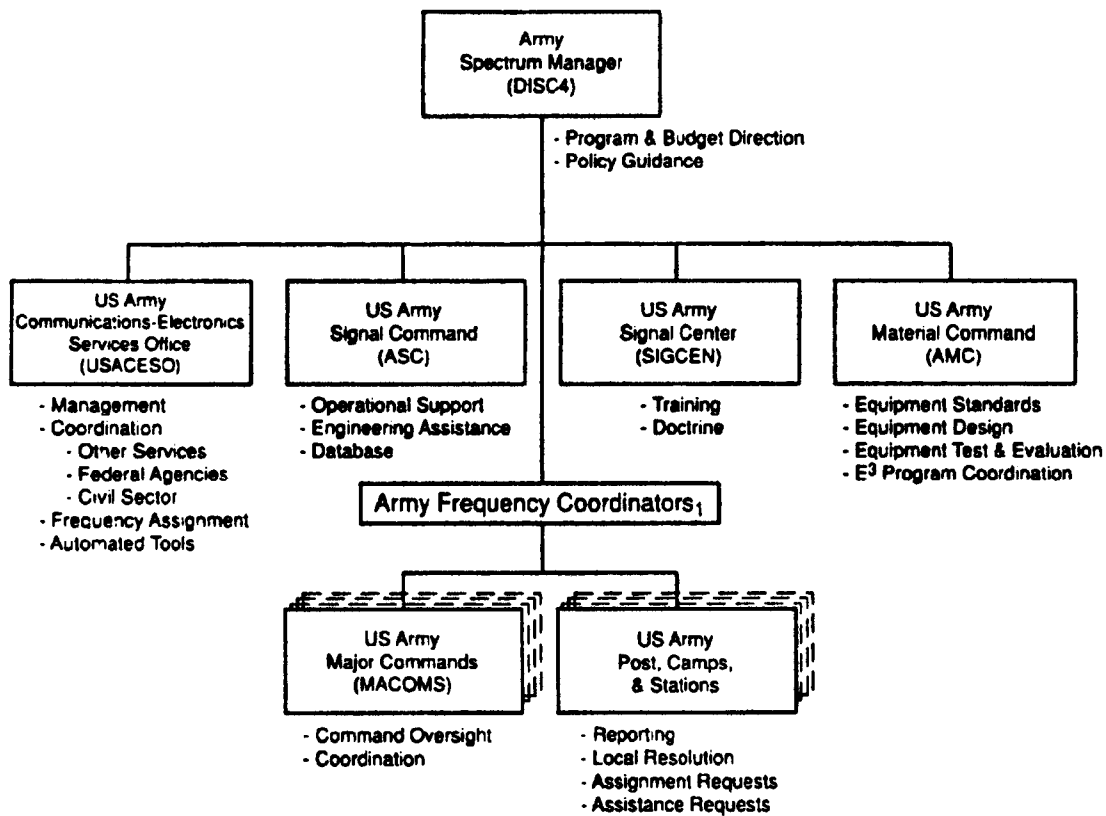 Army
Spectrum Manager
(DISC4)
- Program & Budget Direction
- Policy Guidance
US Army
Communications-Electronics
Services Office
(USACESO)
- Management
- Coordination
- Other Services
- Federal Agencies
- Civil Sector
- Frequency Assignment
- Automated Tools
US Army
Signal Command
(ASC)
- Operational Support
- Engineering Assistance
- Database
US Army
Signal Center
(SIGCEN)
- Training
- Doctrine
US Army
Material Command
(AMC)
- Equipment Standards
- Equipment Design
- Equipment Test & Evaluation
- E³ Program Coordination
Army Frequency Coordinators₁
US Army
Major Commands
(MACOMS)
- Command Oversight
- Coordination
US Army
Post, Camps,
& Stations
- Reporting
- Local Resolution
- Assignment Requests
- Assistance Requests